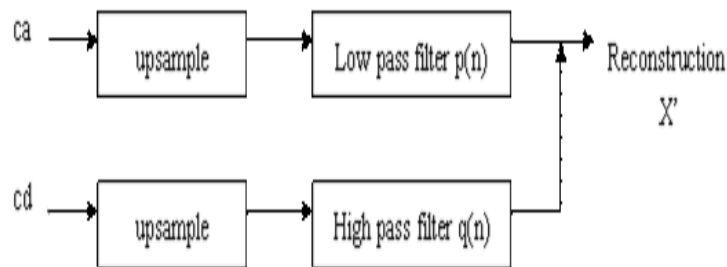 ca
upsample
Low pass filter p(n)
Reconstruction
X'
cd
upsample
High pass filter q(n)